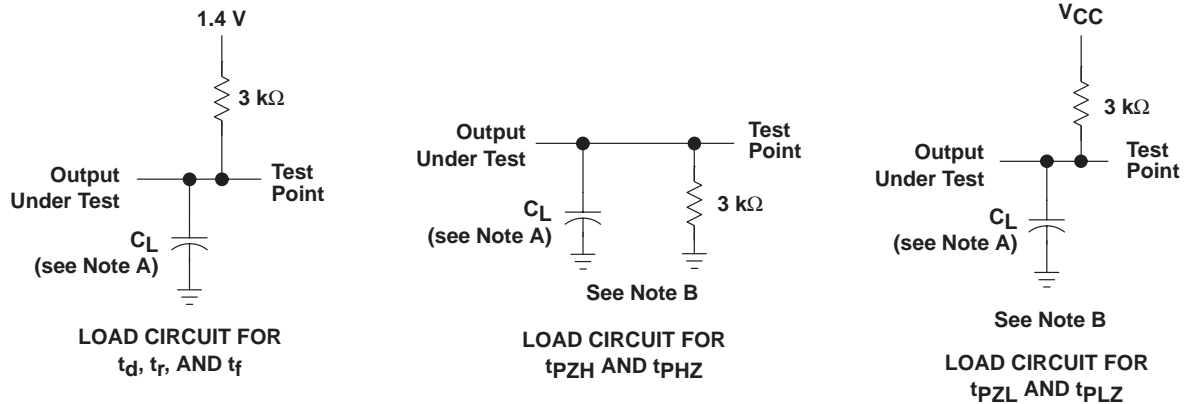 1.4 V
3 kΩ
Output
Under Test
Test
Point
CL
(see Note A)
LOAD CIRCUIT FOR
td, tr, AND tf
Output
Under Test
Test
Point
3 kΩ
CL
(see Note A)
See Note B
LOAD CIRCUIT FOR
tPZH AND tPHZ
VCC
3 kΩ
Output
Under Test
Test
Point
CL
(see Note A)
See Note B
LOAD CIRCUIT FOR
tPZL AND tPLZ